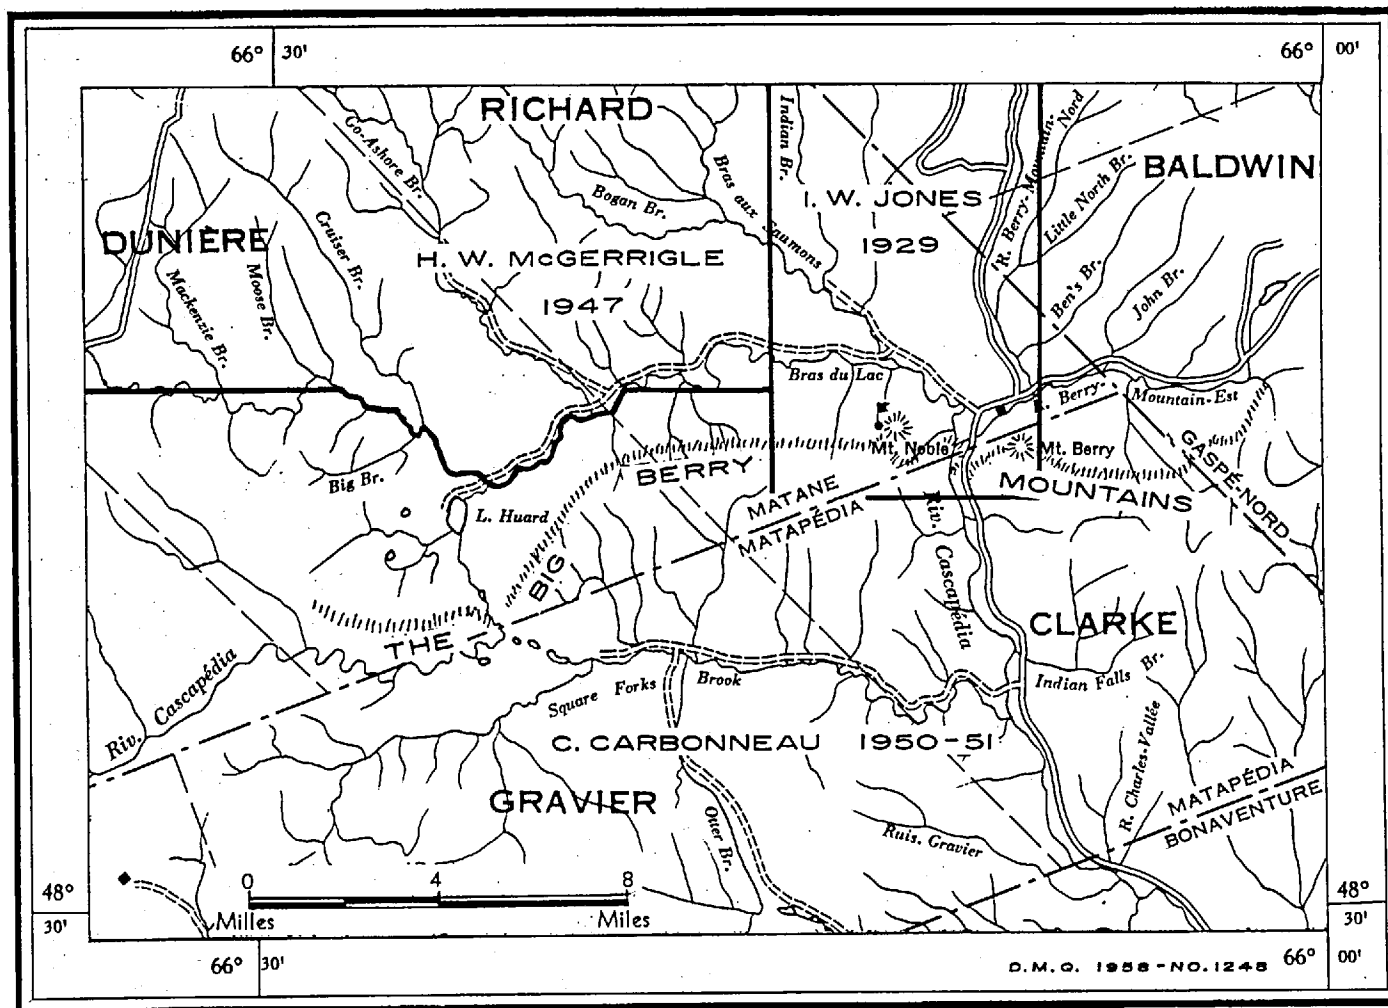 66° 30'
66° 00'
RICHARD
Go-Ashore Br.
Indian Br.
R. Berry-Mountain-Nord
BALDWIN
Bras aux Saumons
Bogan Br.
I. W. JONES
1929
Little North Br.
DUNIÈRE
Cruiser Br.
H. W. McGERRIGLE
1947
Mackenzie Br.
Moose Br.
Ben's Br.
John Br.
Bras du Lac
R. Berry-Mountain-Est
Mt. Noble
Mt. Berry
Big Br.
THE BIG BERRY MOUNTAINS
GASPÉ-NORD
L. Huard
MATANE
MATAPÉDIA
Riv. Cascapédia
CLARKE
Riv. Cascapédia
Indian Falls Br.
Square Forks Brook
R. Charles-Vallée
C. CARBONNEAU 1950-51
GRAVIER
Otter Br.
Ruis. Gravier
MATAPÉDIA
BONAVENTURE
0 4 8
Milles Miles
48°
30'
48°
30'
66° 30'
D.M.Q. 1958-NO.1248
66° 00'